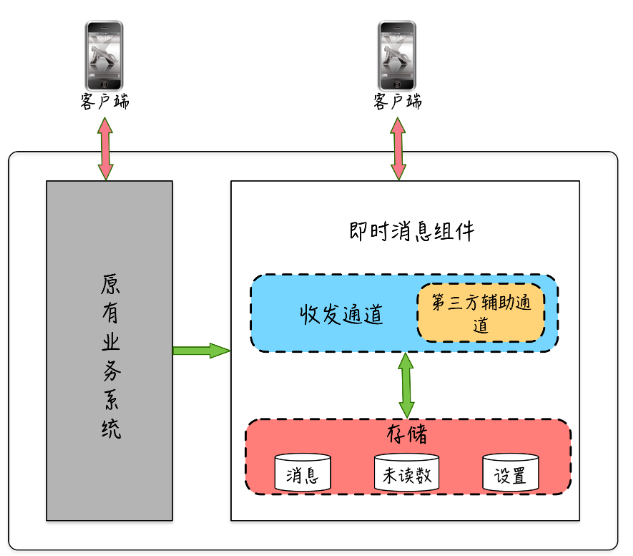 客户端
客户端
原有业务系统
即时消息组件
收发通道
第三方辅助通
道
存储
消息
未读数
设置